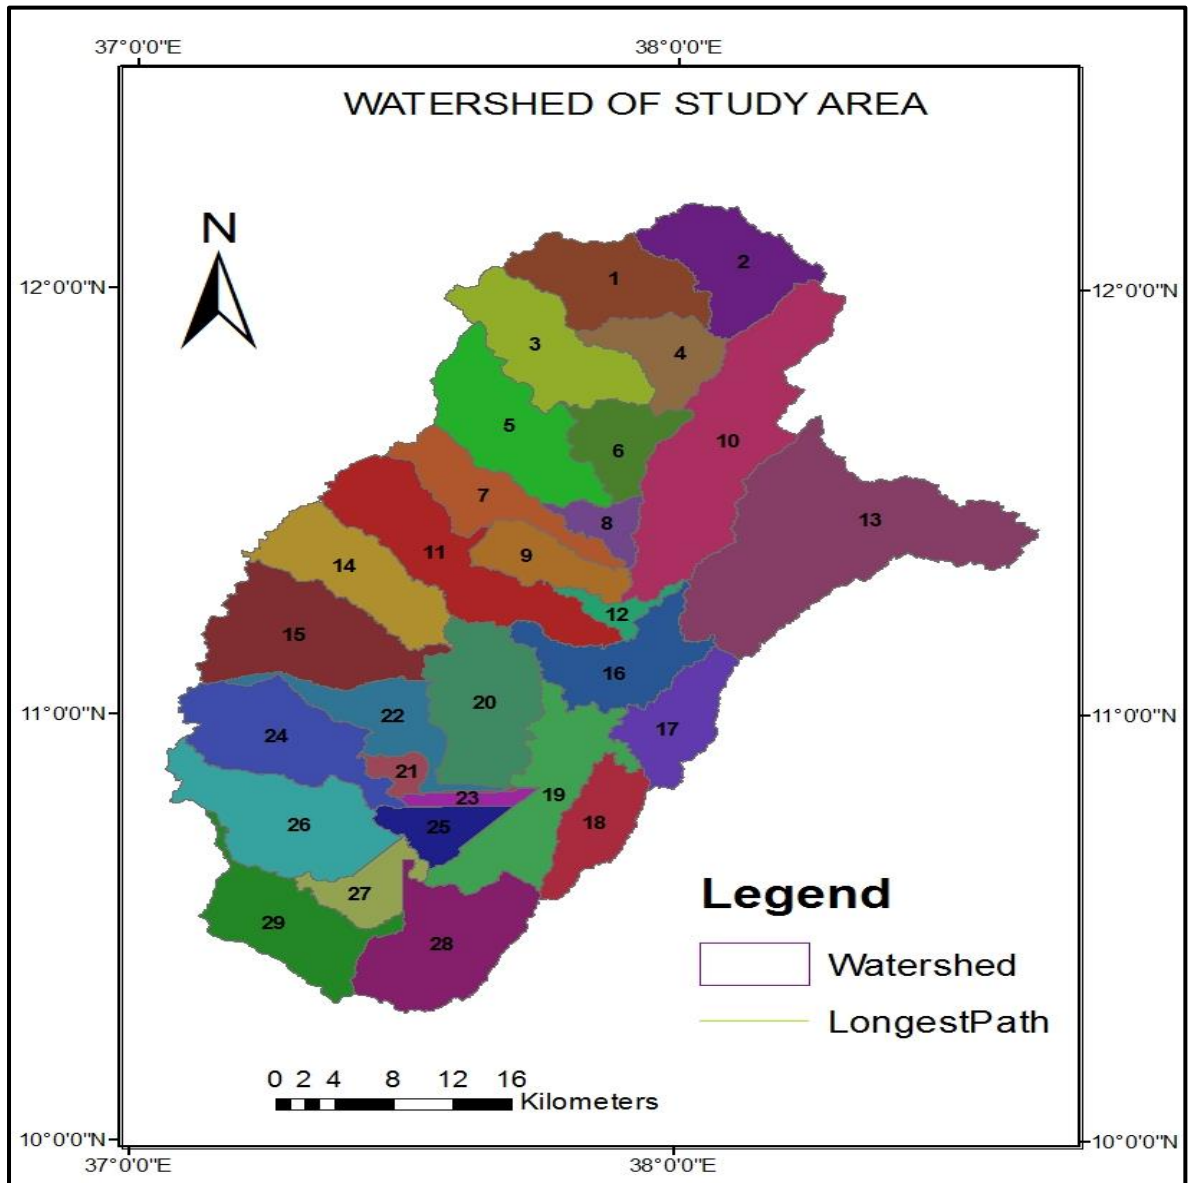 37°0'0"E 38°0'0"E
WATERSHED OF STUDY AREA
N
2
1
12°0'0"N 12°0'0"N
3
4
5
10
6
7
13
8
11 9
14
12
15
16
20
11°0'0"N 22 11°0'0"N
17
24
21
23 19
26 25 18
27
Legend
29
28
Watershed
LongestPath
0 2 4 8 12 16
Kilometers
10°0'0"N 10°0'0"N
37°0'0"E 38°0'0"E